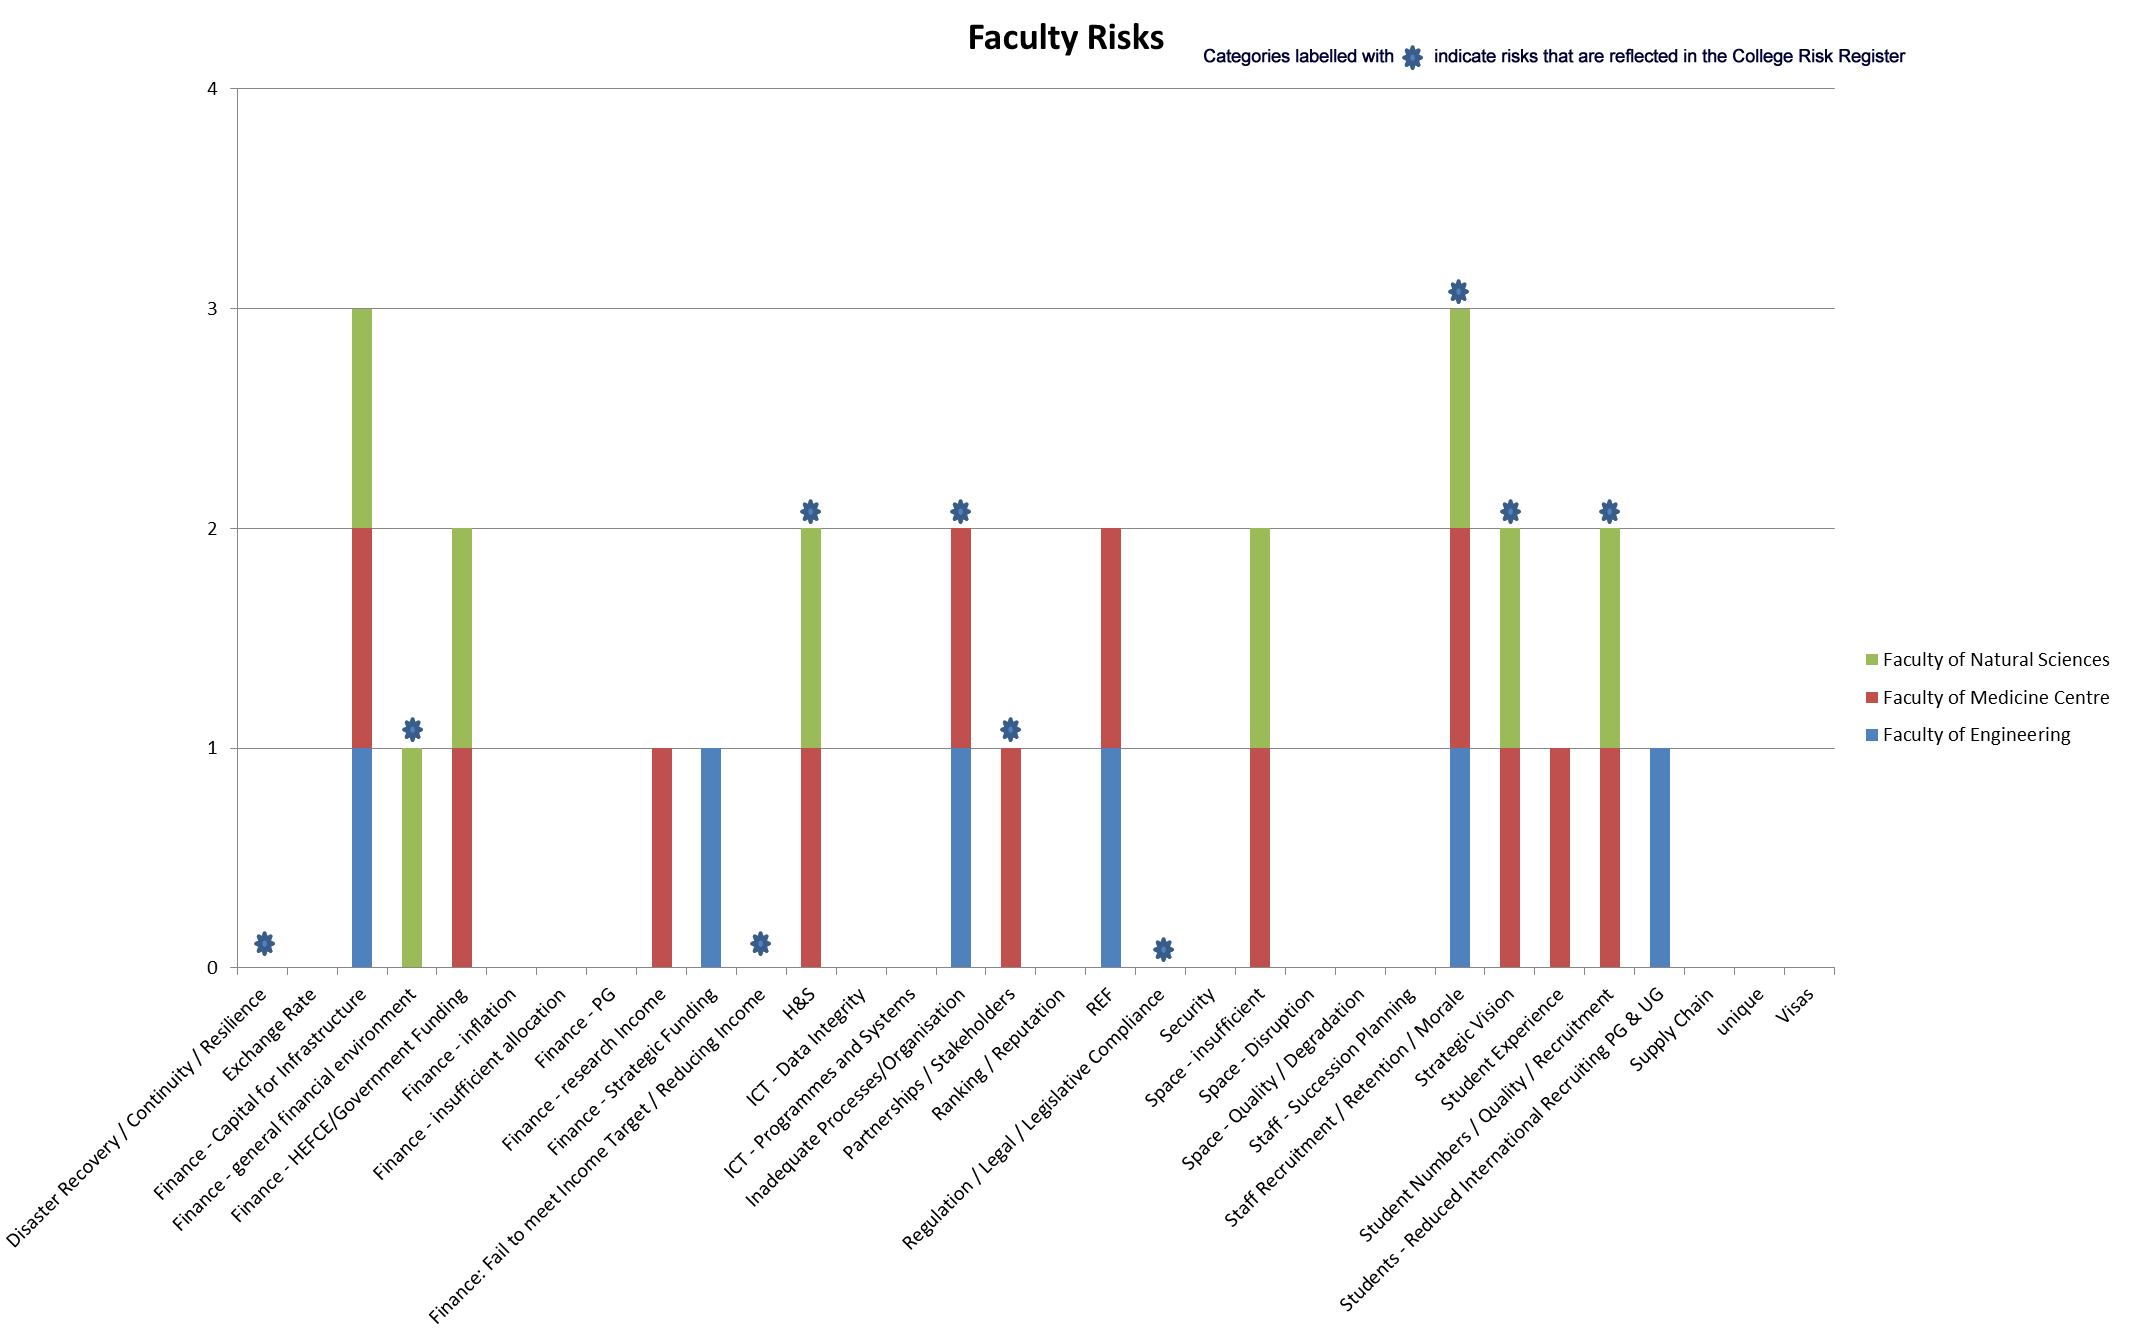 Faculty Risks
Categories labelled with indicate risks that are reflected in the College Risk Register
4
3
2
1
0
Disaster Recovery / Continuity / Resilience
Exchange Rate
Finance - Capital for Infrastructure
Finance - general financial environment
Finance - HEFCE/Government Funding
Finance - inflation
Finance - insufficient allocation
Finance - PG
Finance - research Income
Finance - Strategic Funding
Finance: Fail to meet Income Target / Reducing Income
H&S
ICT - Data Integrity
ICT - Programmes and Systems
Inadequate Processes/Organisation
Partnerships / Stakeholders
Ranking / Reputation
REF
Regulation / Legal / Legislative Compliance
Security
Space - insufficient
Space - Disruption
Space - Quality / Degradation
Staff - Succession Planning
Staff Recruitment / Retention / Morale
Strategic Vision
Student Experience
Student Numbers / Quality / Recruitment
Students - Reduced International Recruiting PG & UG
Supply Chain
unique
Visas
Faculty of Natural Sciences
Faculty of Medicine Centre
Faculty of Engineering